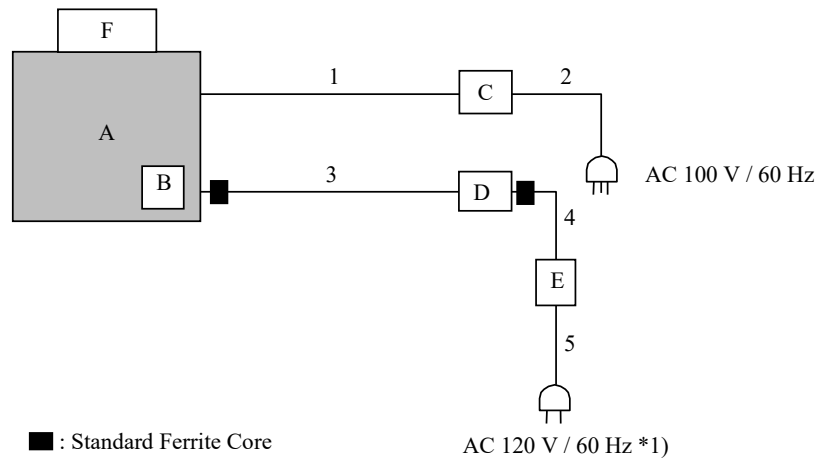 F
1
C
2
A
AC 100 V / 60 Hz
B
3
D
4
E
5
: Standard Ferrite Core
AC 120 V / 60 Hz *1)